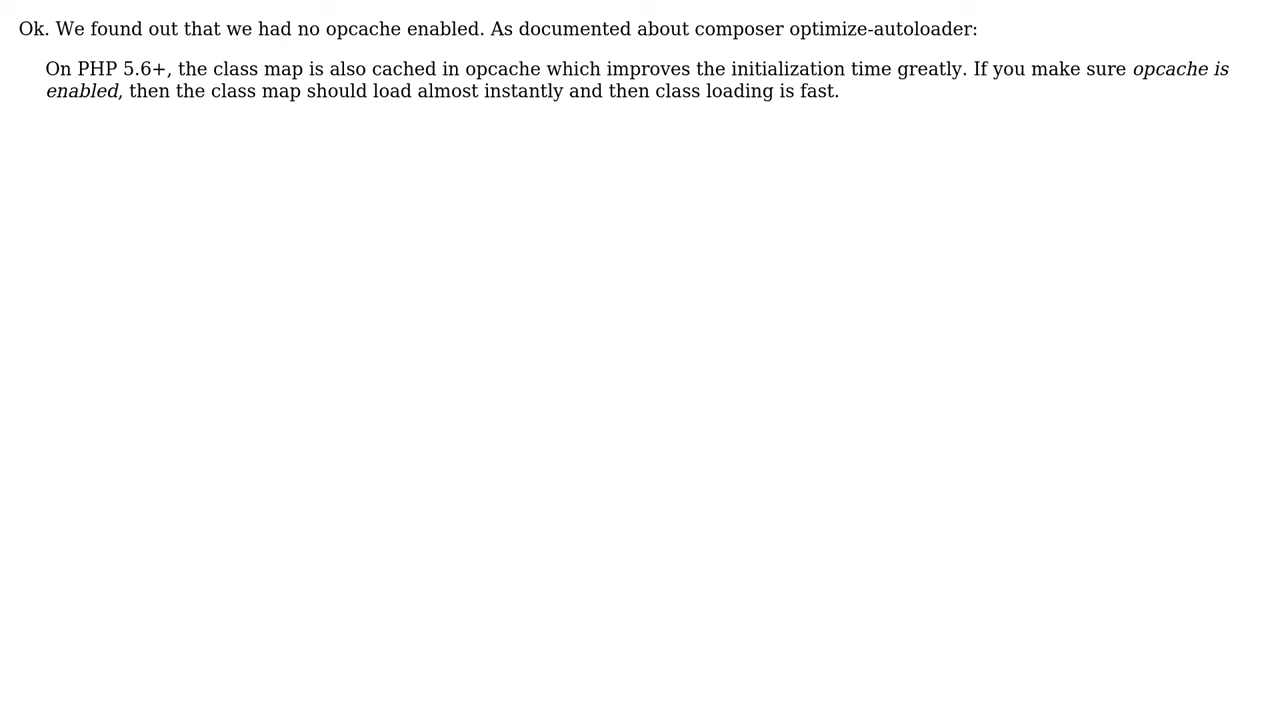 Ok. We found out that we had no opcache enabled. As documented about composer optimize-autoloader:
On PHP 5.6+, the class map is also cached in opcache which improves the initialization time greatly. If you make sure opcache is
enabled, then the class map should load almost instantly and then class loading is fast.